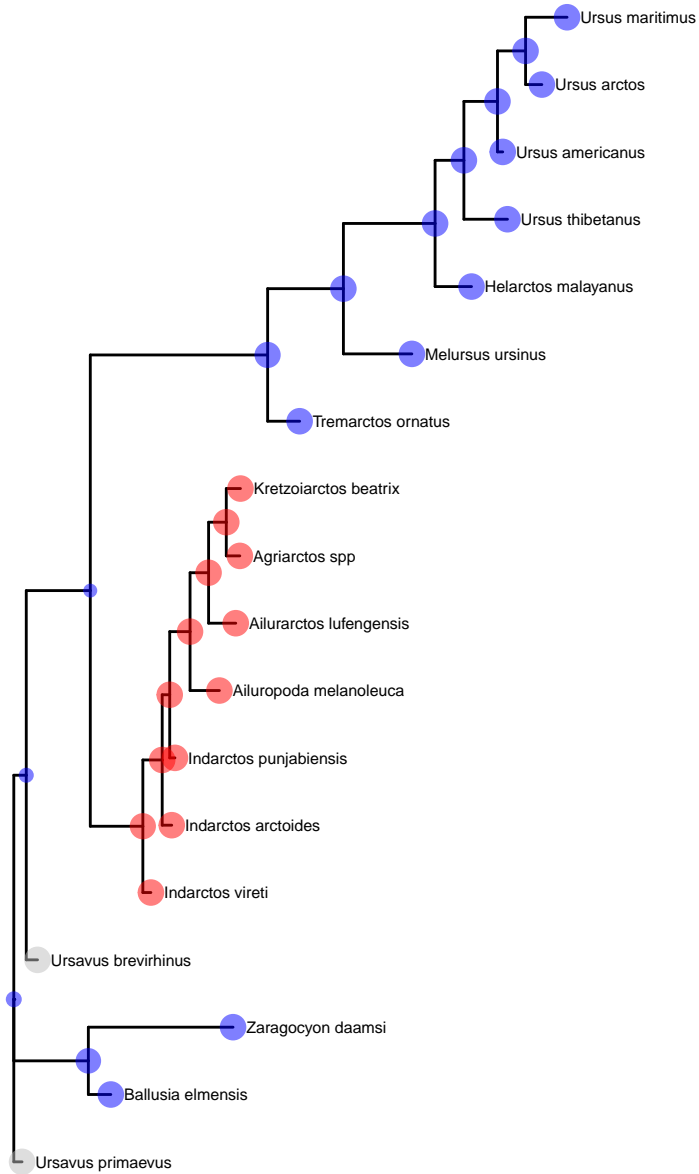 Ursus maritimus
Ursus arctos
Ursus americanus
Ursus thibetanus
Helarctos malayanus
Melursus ursinus
Tremarctos ornatus
Kretzoiarctos beatrix
Agriarctos spp
Ailurarctos lufengensis
Ailuropoda melanoleuca
Indarctos punjabiensis
Indarctos arctoides
Indarctos vireti
Ursavus brevirhinus
Zaragocyon daamsi
Ballusia elmensis
Ursavus primaevus